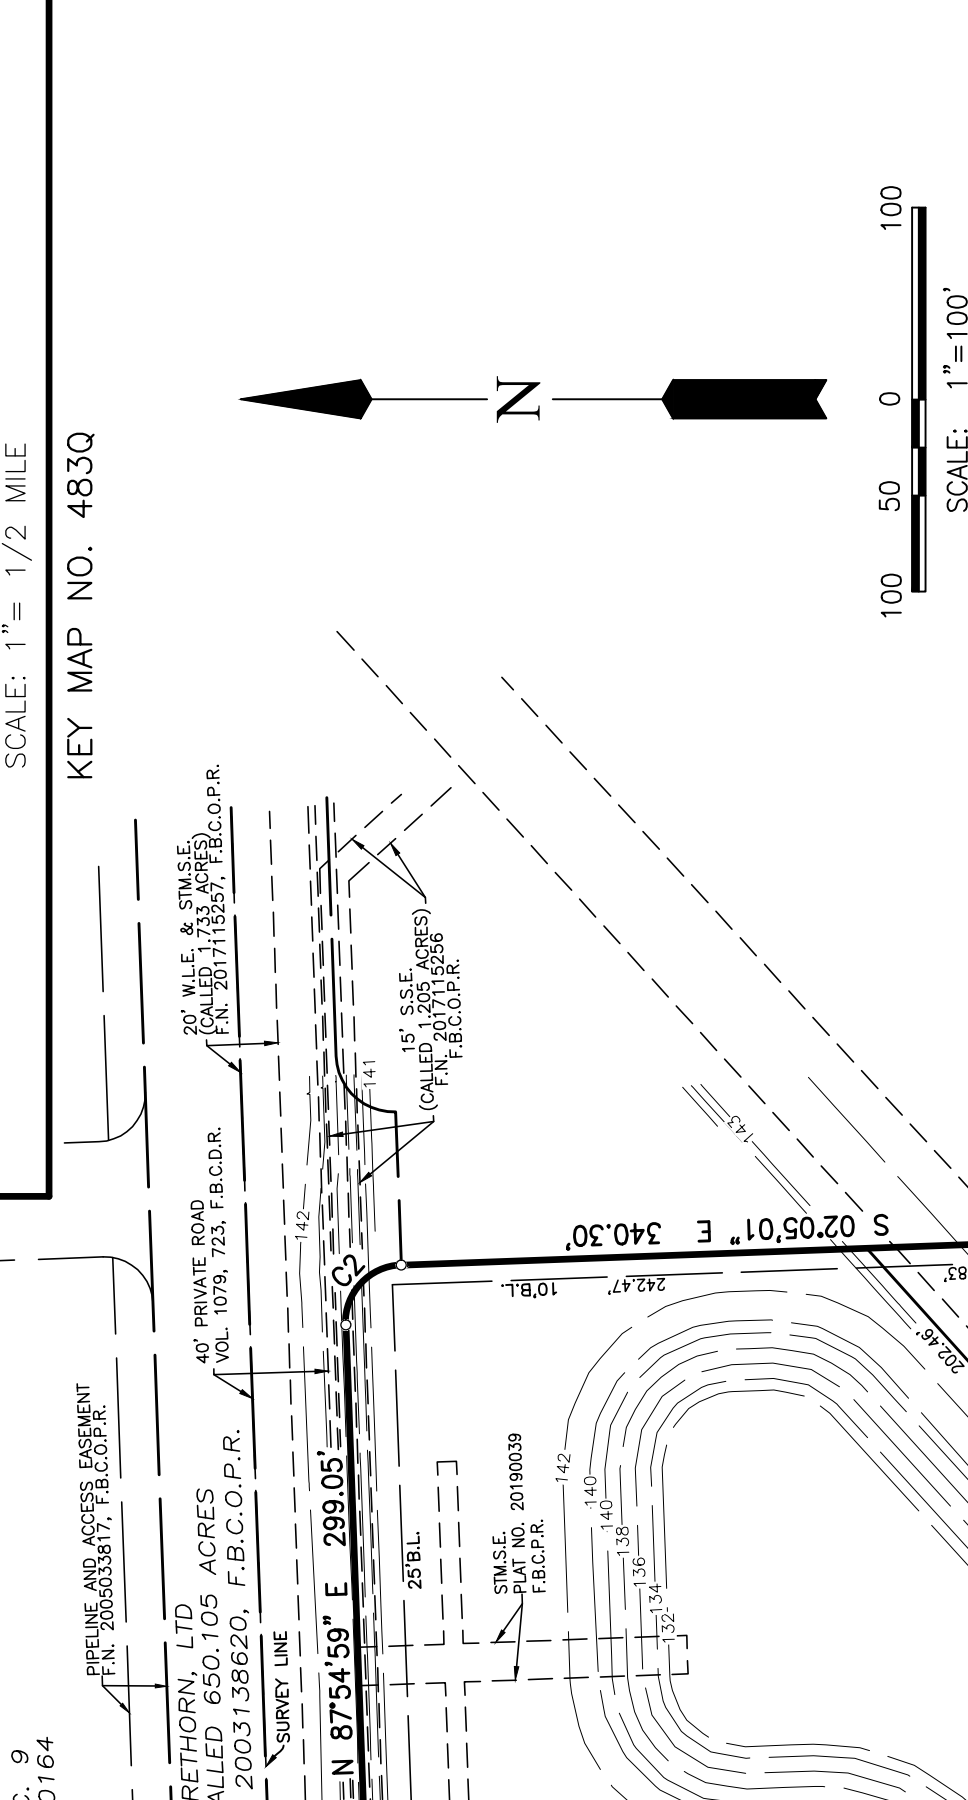 SCALE: 1"= 1/2 MILE
KEY MAP NO. 483Q
N
100 50 0 100
SCALE: 1"=100'
20' W.L.E. & STM.S.E.
(CALLED 1.733 ACRES)
F.N. 2017115257, F.B.C.O.P.R.
15' S.S.E.
(CALLED 1.205 ACRES)
F.N. 2017115256
F.B.C.O.P.R.
141
143
40' PRIVATE ROAD
VOL. 1079, 723, F.B.C.D.R.
142
C2
S 02°05'01" E 340.30'
10'B.L.
242.47'
83'
202.46'
PIPELINE AND ACCESS EASEMENT
F.N. 2005033817, F.B.C.O.P.R.
RETHORN, LTD
ALLED 650.105 ACRES
2003138620, F.B.C.O.P.R.
SURVEY LINE
N 87°54'59" E 299.05'
25'B.L.
STM.S.E.
PLAT NO. 20190039
F.B.C.P.R.
142
140
140
138
136
134
132
C. 9
0164